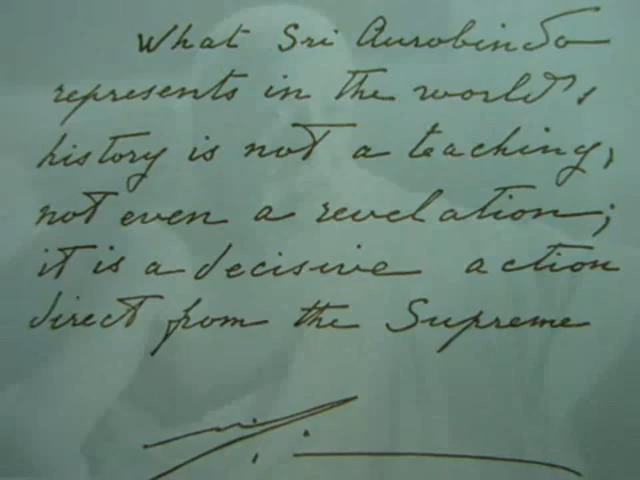 What Sri Aurobindo
represents in the world's
history is not a teaching,
not even a revelation;
it is a decisive action
direct from the Supreme